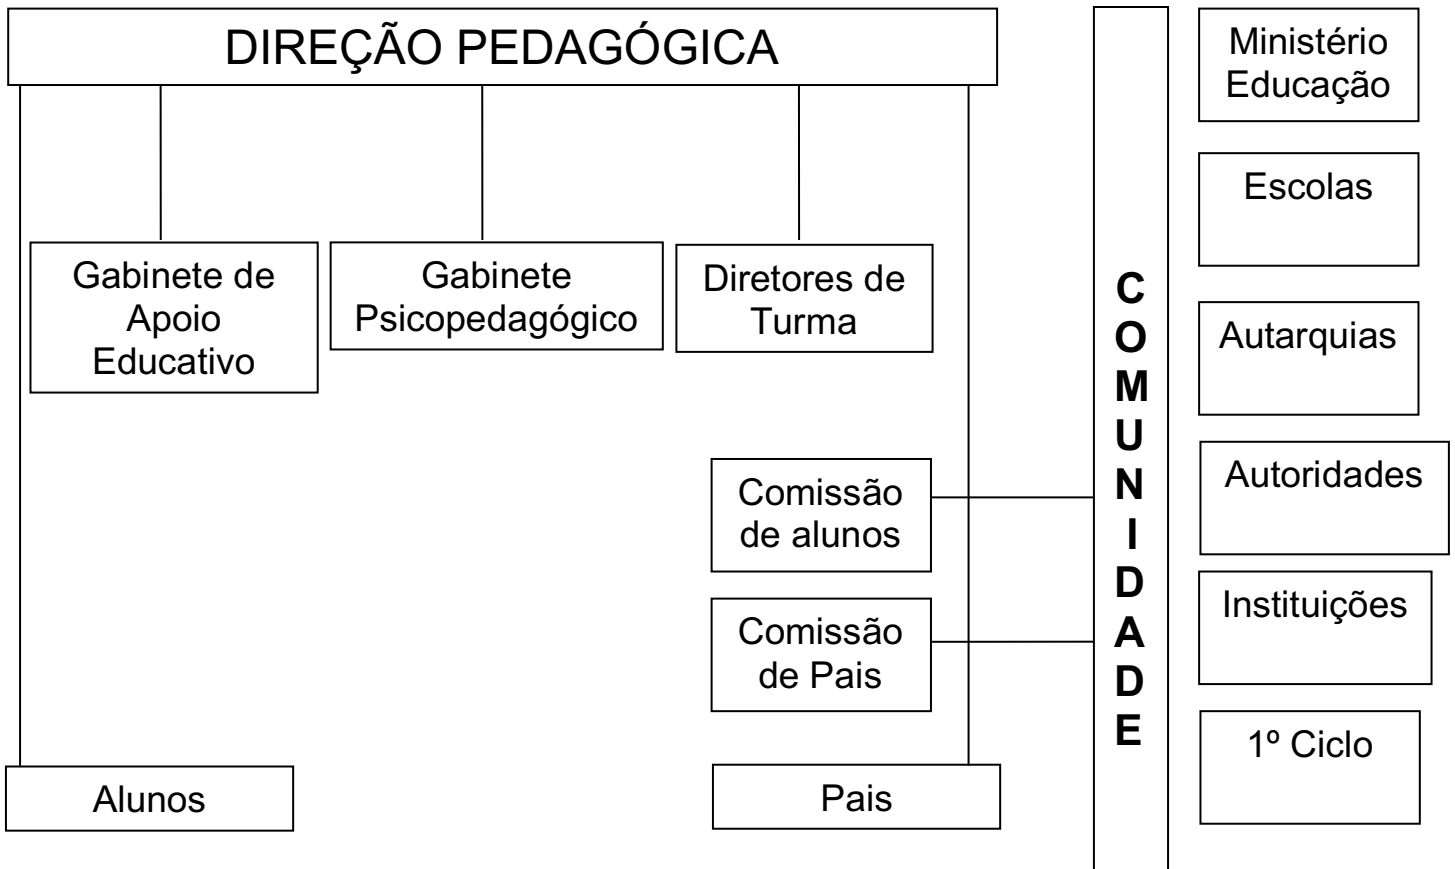 DIREÇÃO PEDAGÓGICA
Gabinete de
Apoio
Educativo
Gabinete
Psicopedagógico
Diretores de
Turma
Comissão
de alunos
Comissão
de Pais
Alunos
Pais
C
O
M
U
N
I
D
A
D
E
Ministério
Educação
Escolas
Autarquias
Autoridades
Instituições
1º Ciclo